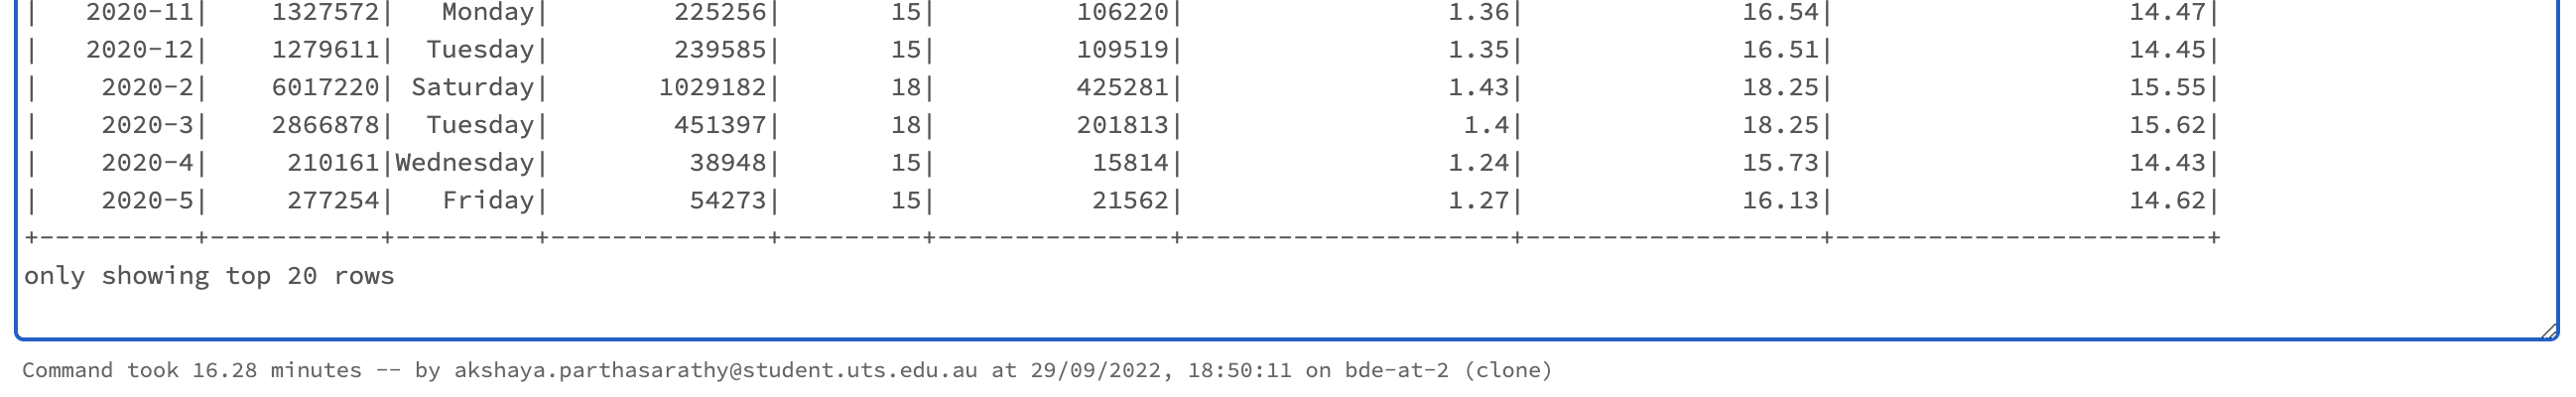 |    2020-11|    1327572|   Monday|        225256|       15|         106220|                 1.36|             16.54|                   14.47|
|    2020-12|    1279611|  Tuesday|        239585|       15|         109519|                 1.35|             16.51|                   14.45|
|     2020-2|    6017220| Saturday|       1029182|       18|         425281|                 1.43|             18.25|                   15.55|
|     2020-3|    2866878|  Tuesday|        451397|       18|         201813|                  1.4|             18.25|                   15.62|
|     2020-4|     210161|Wednesday|         38948|       15|          15814|                 1.24|             15.73|                   14.43|
|     2020-5|     277254|   Friday|         54273|       15|          21562|                 1.27|             16.13|                   14.62|
+-----------+-----------+---------+--------------+---------+---------------+---------------------+-------------------+------------------------+
only showing top 20 rows
Command took 16.28 minutes -- by akshaya.parthasarathy@student.uts.edu.au at 29/09/2022, 18:50:11 on bde-at-2 (clone)